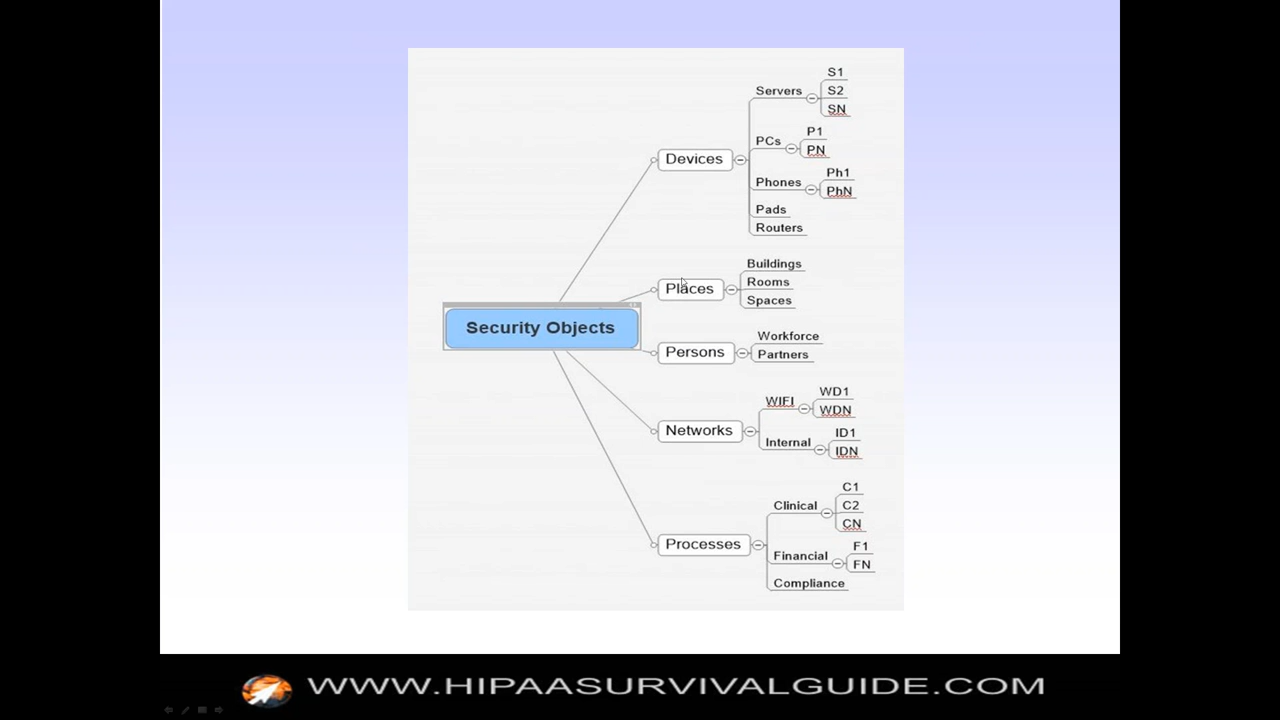 Security Objects
Devices
Servers
S1
S2
SN
PCs
P1
PN
Phones
Ph1
PhN
Pads
Routers
Places
Buildings
Rooms
Spaces
Persons
Workforce
Partners
Networks
WIFI
WD1
WDN
Internal
ID1
IDN
Processes
Clinical
C1
C2
CN
Financial
F1
FN
Compliance
WWW.HIPAASURVIVALGUIDE.COM